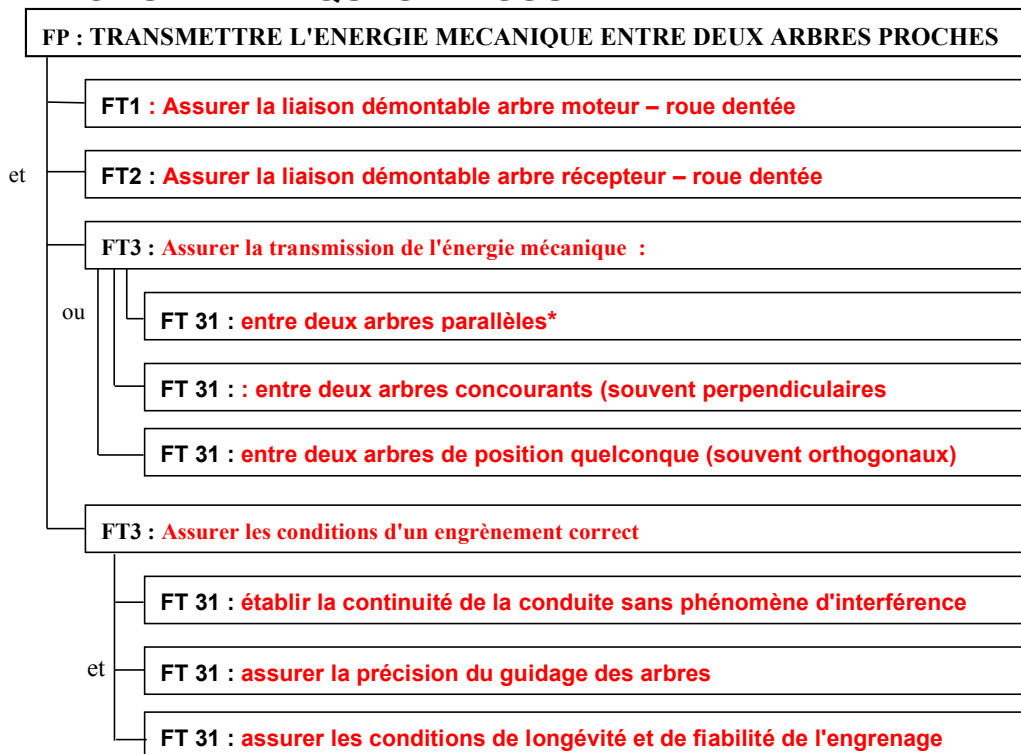 FP : TRANSMETTRE L'ENERGIE MECANIQUE ENTRE DEUX ARBRES PROCHES
FT1 : Assurer la liaison démontable arbre moteur – roue dentée
et
FT2 : Assurer la liaison démontable arbre récepteur – roue dentée
FT3 : Assurer la transmission de l'énergie mécanique :
ou
FT 31 : entre deux arbres parallèles*
FT 31 : : entre deux arbres concourants (souvent perpendiculaires
FT 31 : entre deux arbres de position quelconque (souvent orthogonaux)
FT3 : Assurer les conditions d'un engrènement correct
FT 31 : établir la continuité de la conduite sans phénomène d'interférence
et
FT 31 : assurer la précision du guidage des arbres
FT 31 : assurer les conditions de longévité et de fiabilité de l'engrenage